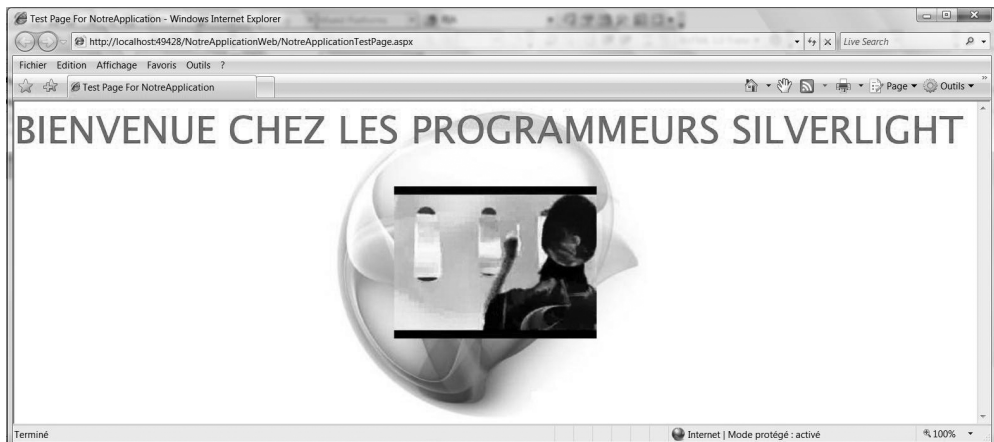 Test Page For NotreApplication - Windows Internet Explorer
http://localhost:49428/NotreApplicationWeb/NotreApplicationTestPage.aspx
Live Search
Fichier Edition Affichage Favoris Outils ?
Test Page For NotreApplication
Page Outils
BIENVENUE CHEZ LES PROGRAMMEURS SILVERLIGHT
Terminé
Internet | Mode protégé : activé
100%